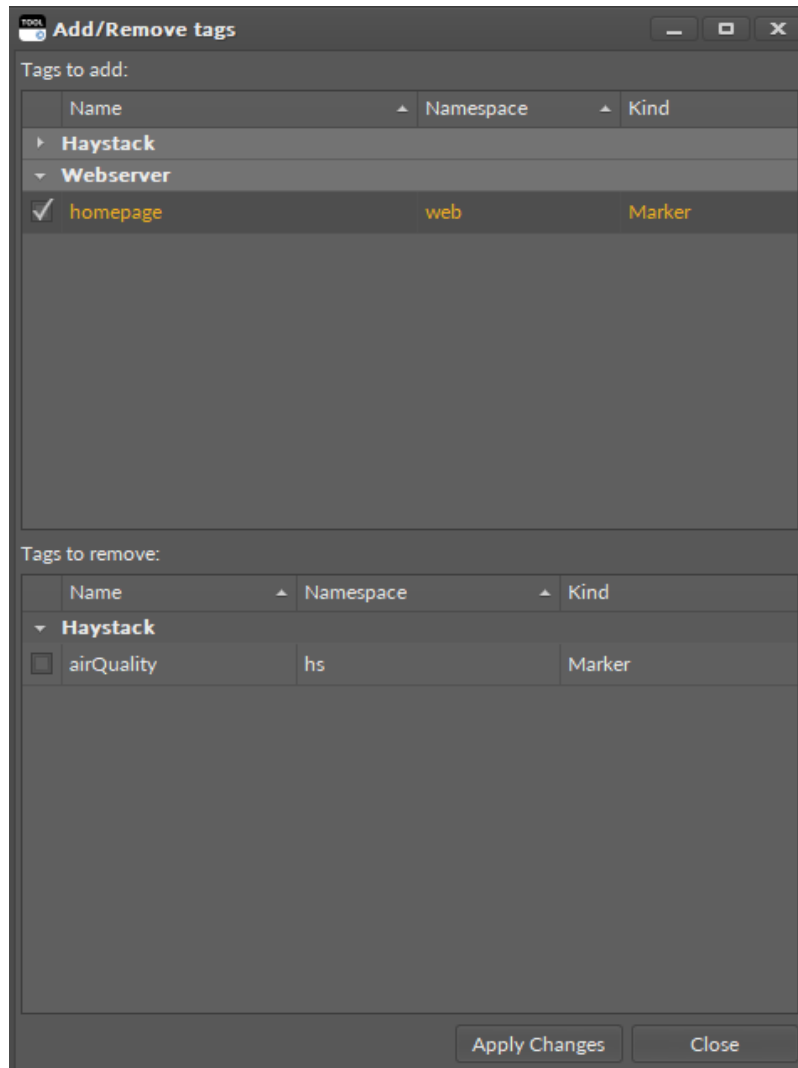 TOOL Add/Remove tags
Tags to add:
Name Namespace Kind
Haystack
Webserver
homepage web Marker
Tags to remove:
Name Namespace Kind
Haystack
airQuality hs Marker
Apply Changes Close